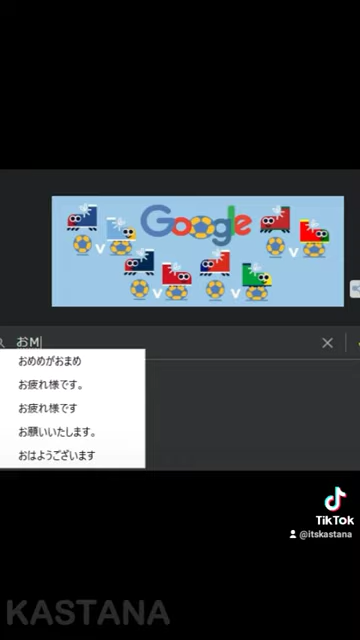 Google
V V
V V
おM
おめめがおまめ
お疲れ様です。
お疲れ様です
お願いいたします。
おはようございます
TikTok
@itskastana
KASTANA